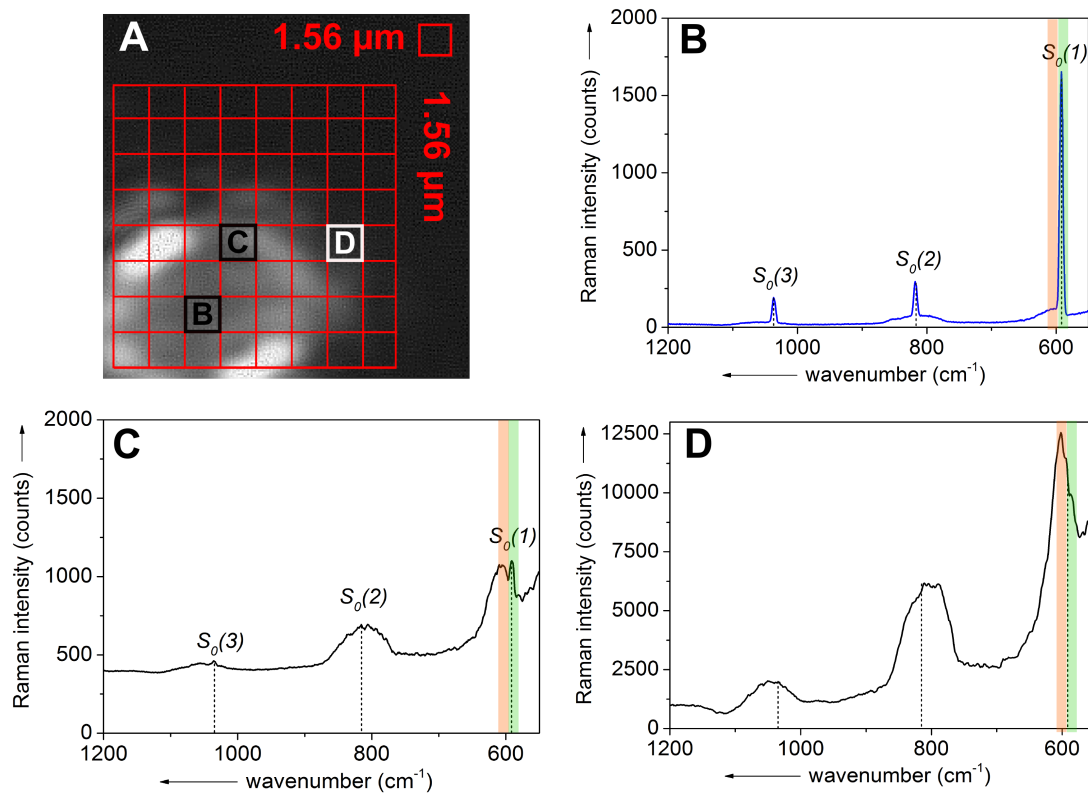 A
1.56 µm
1.56 µm
C
D
B
B
Raman intensity (counts)
2000
1500
1000
500
0
S0(3)
S0(2)
S0(1)
1200
1000
800
600
wavenumber (cm-1)
C
Raman intensity (counts)
2000
1500
1000
500
0
S0(3)
S0(2)
S0(1)
1200
1000
800
600
wavenumber (cm-1)
D
Raman intensity (counts)
12500
10000
7500
5000
2500
0
1200
1000
800
600
wavenumber (cm-1)